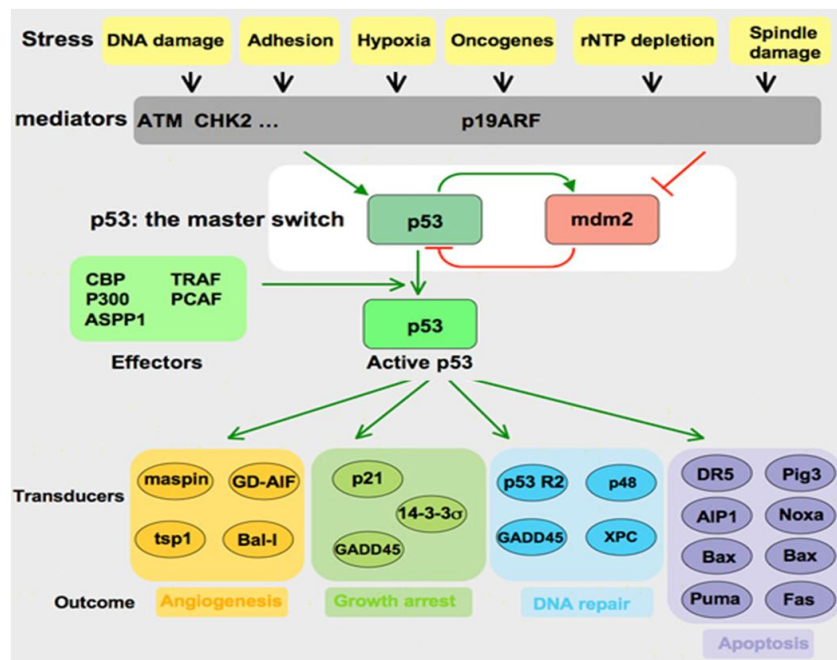 Stress DNA damage Adhesion Hypoxia Oncogenes rNTP depletion Spindle damage
mediators ATM CHK2 ... p19ARF
p53: the master switch p53 mdm2
CBP TRAF
P300 PCAF
ASPP1
p53
Effectors Active p53
Transducers
maspin GD-AIF
tsp1 Bal-I
p21
14-3-3σ
GADD45
p53 R2 p48
GADD45 XPC
DR5 Pig3
AIP1 Noxa
Bax Bax
Puma Fas
Outcome Angiogenesis Growth arrest DNA repair
Apoptosis